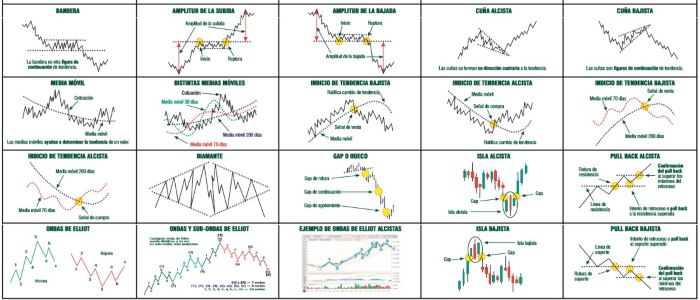 BANDERA
La bandera es otra figura de
continuación de tendencia.
AMPLITUD DE LA SUBIDA
Amplitud de la subida
Inicio
Ruptura
AMPLITUD DE LA BAJADA
Inicio
Ruptura
Amplitud de la bajada
CUÑA ALCISTA
Las cuñas se forman en dirección contraria a la tendencia.
CUÑA BAJISTA
Las cuñas son figuras de continuación de tendencia.
MEDIA MÓVIL
Cotización
Media móvil
Las medias móviles ayudan a determinar la tendencia de un valor.
DISTINTAS MEDIAS MÓVILES
Cotización
Media móvil 30 días
Media móvil 200 días
Media móvil 70 días
INDICIO DE TENDENCIA BAJISTA
Ratifica cambio de tendencia
Señal de venta
Media móvil
INDICIO DE TENDENCIA ALCISTA
Media móvil
Señal de compra
Ratifica cambio de tendencia
INDICIO DE TENDENCIA BAJISTA
Señal de venta
Media móvil 70 días
Media móvil 200 días
INDICIO DE TENDENCIA ALCISTA
Media móvil 200 días
Media móvil 70 días
Señal de compra
DIAMANTE
GAP O HUECO
Gap de rotura
Gap de continuación
Gap de agotamiento
ISLA ALCISTA
Gap
Gap
Isla alcista
PULL BACK ALCISTA
Rotura de
resistencia
Confirmación
del pull back
al superar los
máximos del
retroceso
Línea de
resistencia
Intento de retroceso o pull back
a la resistencia superada
ONDAS DE ELLIOT
Bajista
Alcista
ONDAS Y SUB-ONDAS DE ELLIOT
EJEMPLO DE ONDAS DE ELLIOT ALCISTAS
ISLA BAJISTA
Isla bajista
Gap
Gap
PULL BACK BAJISTA
Línea de
soporte
Intento de retroceso o pull back
al soporte superado
Rotura de
soporte
Confirmación
del pull back
al superar los
mínimos del
retroceso